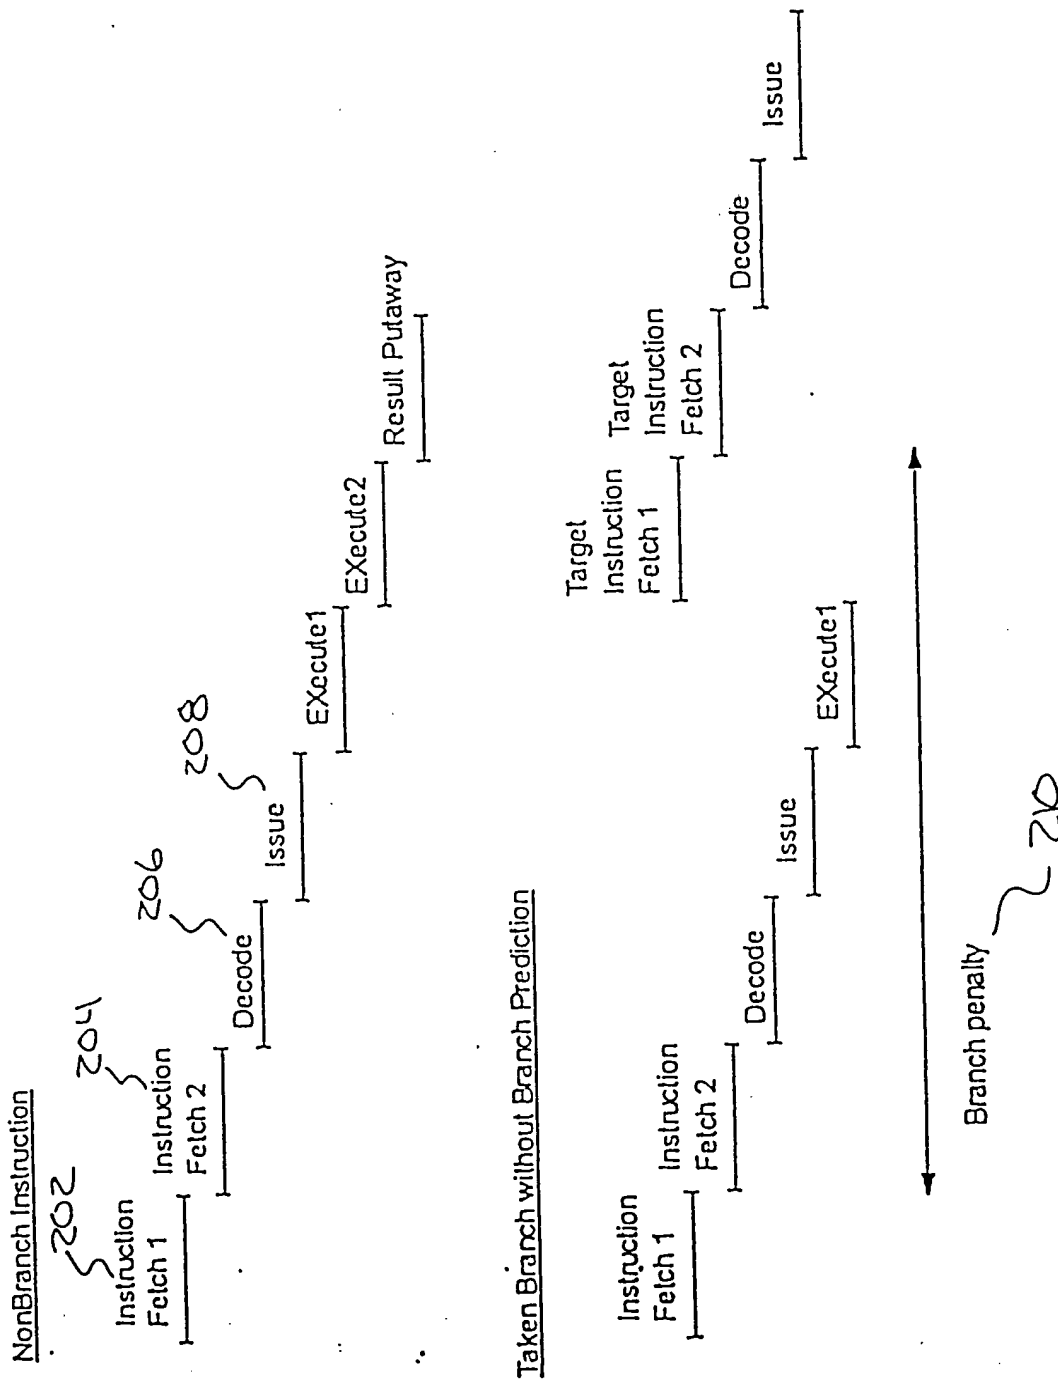 NonBranch Instruction
202
Instruction
Fetch 1
204
Instruction
Fetch 2
206
Decode
208
Issue
EXecute1
EXecute2
Result Putaway
Taken Branch without Branch Prediction
Instruction
Fetch 1
Instruction
Fetch 2
Decode
Issue
EXecute1
Target
Instruction
Fetch 1
Target
Instruction
Fetch 2
Decode
Issue
Branch penalty
210